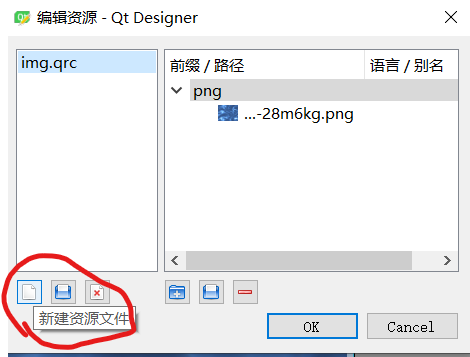 编辑资源 - Qt Designer
img.qrc
前缀 / 路径
语言 / 别名
png
...-28m6kg.png
新建资源文件
OK
Cancel